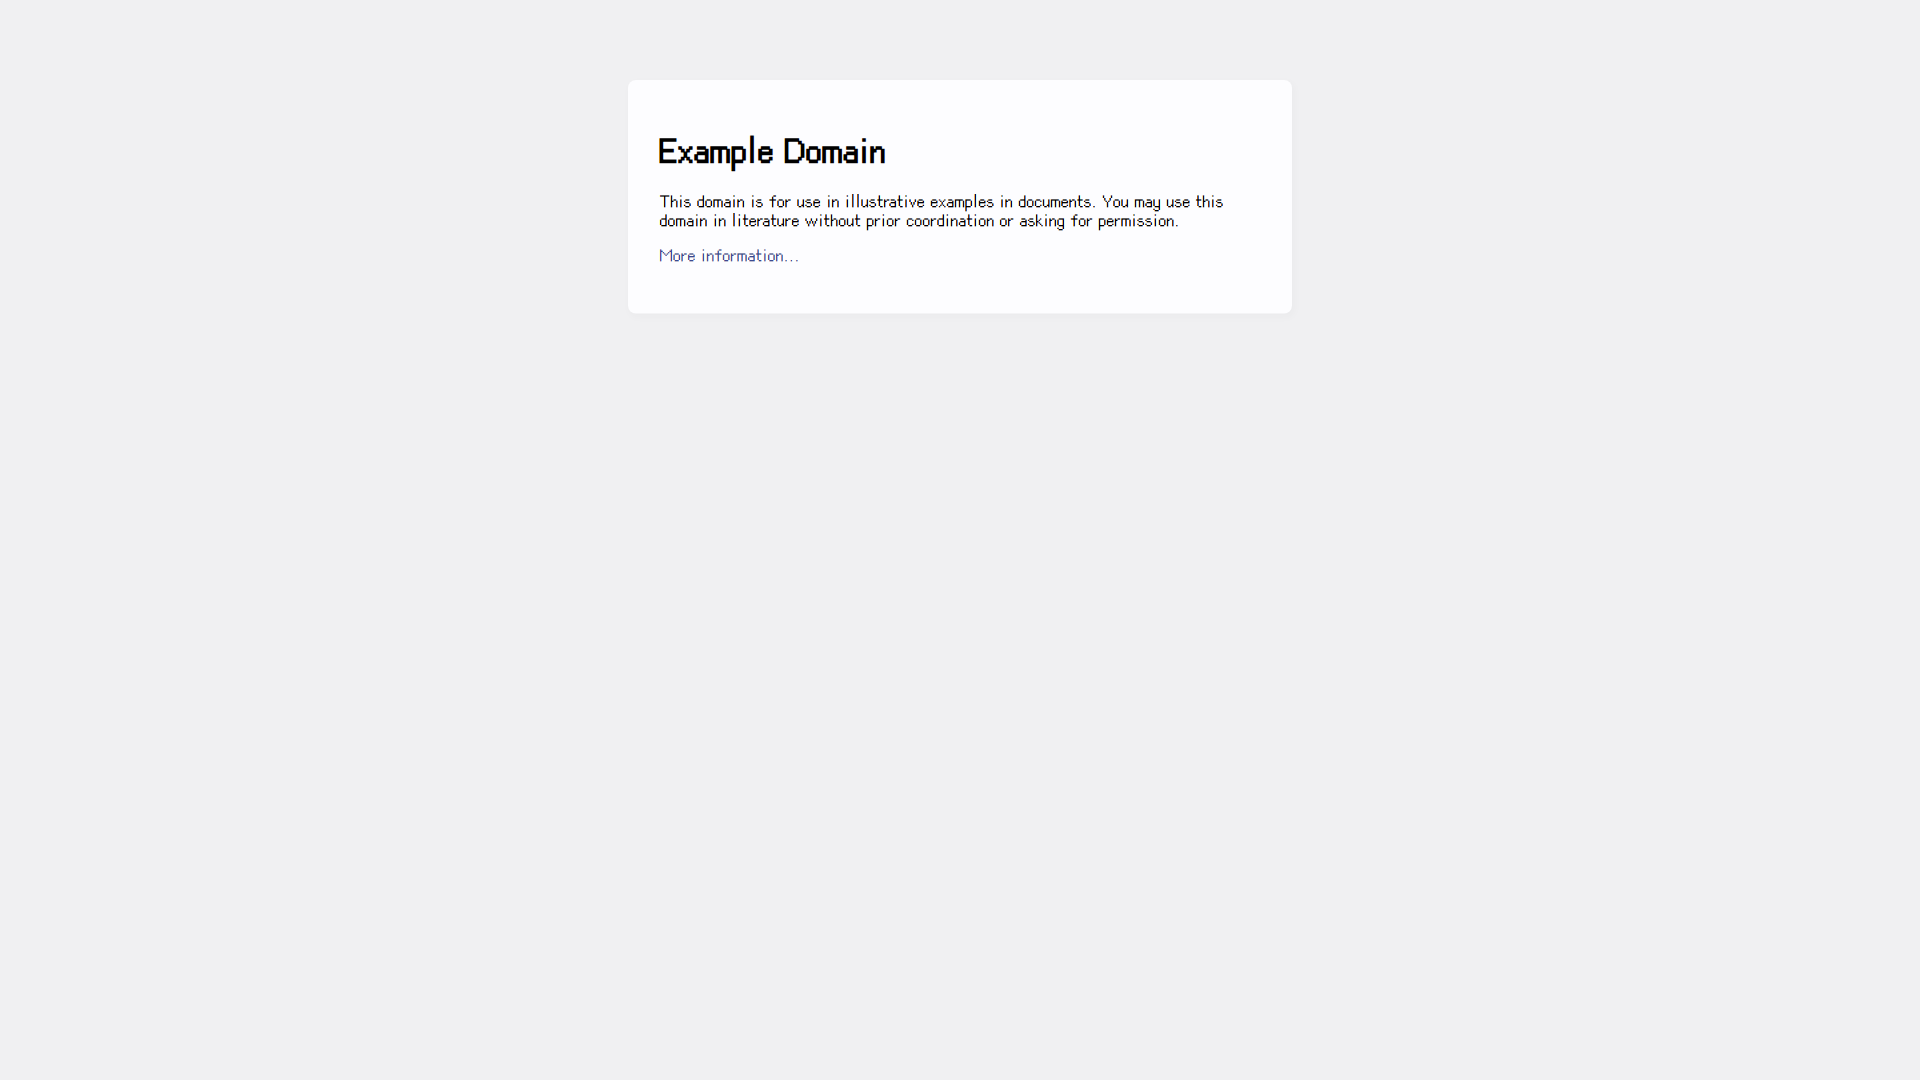 Example Domain
This domain is for use in illustrative examples in documents. You may use this
domain in literature without prior coordination or asking for permission.
More information...